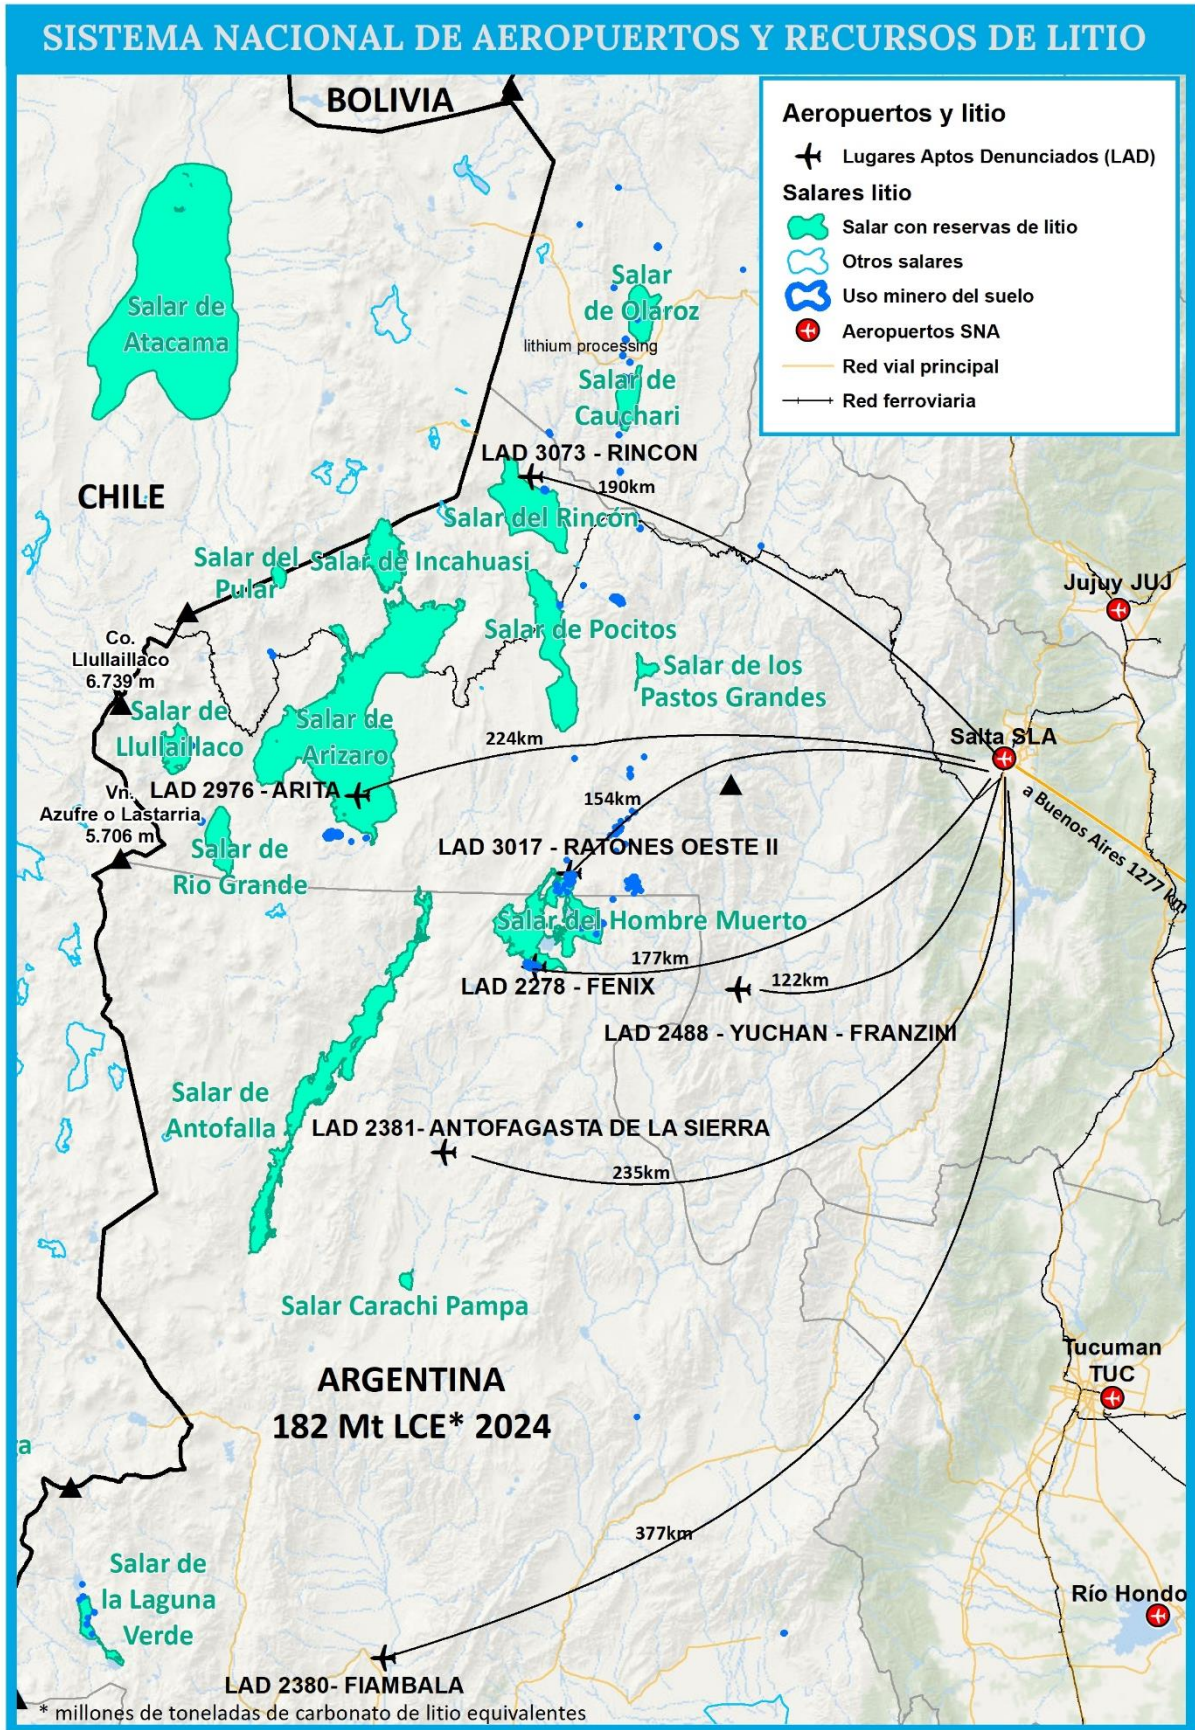 SISTEMA NACIONAL DE AEROPUERTOS Y RECURSOS DE LITIO
BOLIVIA
Aeropuertos y litio
Lugares Aptos Denunciados (LAD)
Salares litio
Salar con reservas de litio
Otros salares
Uso minero del suelo
Aeropuertos SNA
Red vial principal
Red ferroviaria
Salar de
Atacama
Salar
de Olaroz
lithium processing
Salar de
Cauchari
LAD 3073 - RINCON
190km
CHILE
Salar del Rincón
Salar del
Pular
Salar de Incahuasi
Jujuy JUJ
Salar de Pocitos
Co.
Llullaillaco
6.739 m
Salar de los
Pastos Grandes
Salar de
Llullaillaco
Salar de
Arizaro
224km
Salta SLA
LAD 2976 - ARITA
Vn.
Azufre o Lastarria
5.706 m
154km
a Buenos Aires 1277 km
LAD 3017 - RATONES OESTE II
Salar de
Rio Grande
Salar del Hombre Muerto
177km
LAD 2278 - FENIX
122km
LAD 2488 - YUCHAN - FRANZINI
Salar de
Antofalla
LAD 2381- ANTOFAGASTA DE LA SIERRA
235km
Salar Carachi Pampa
ARGENTINA
182 Mt LCE* 2024
Tucuman
TUC
a
377km
Salar de
la Laguna
Verde
Río Hondo
LAD 2380- FIAMBALA
* millones de toneladas de carbonato de litio equivalentes